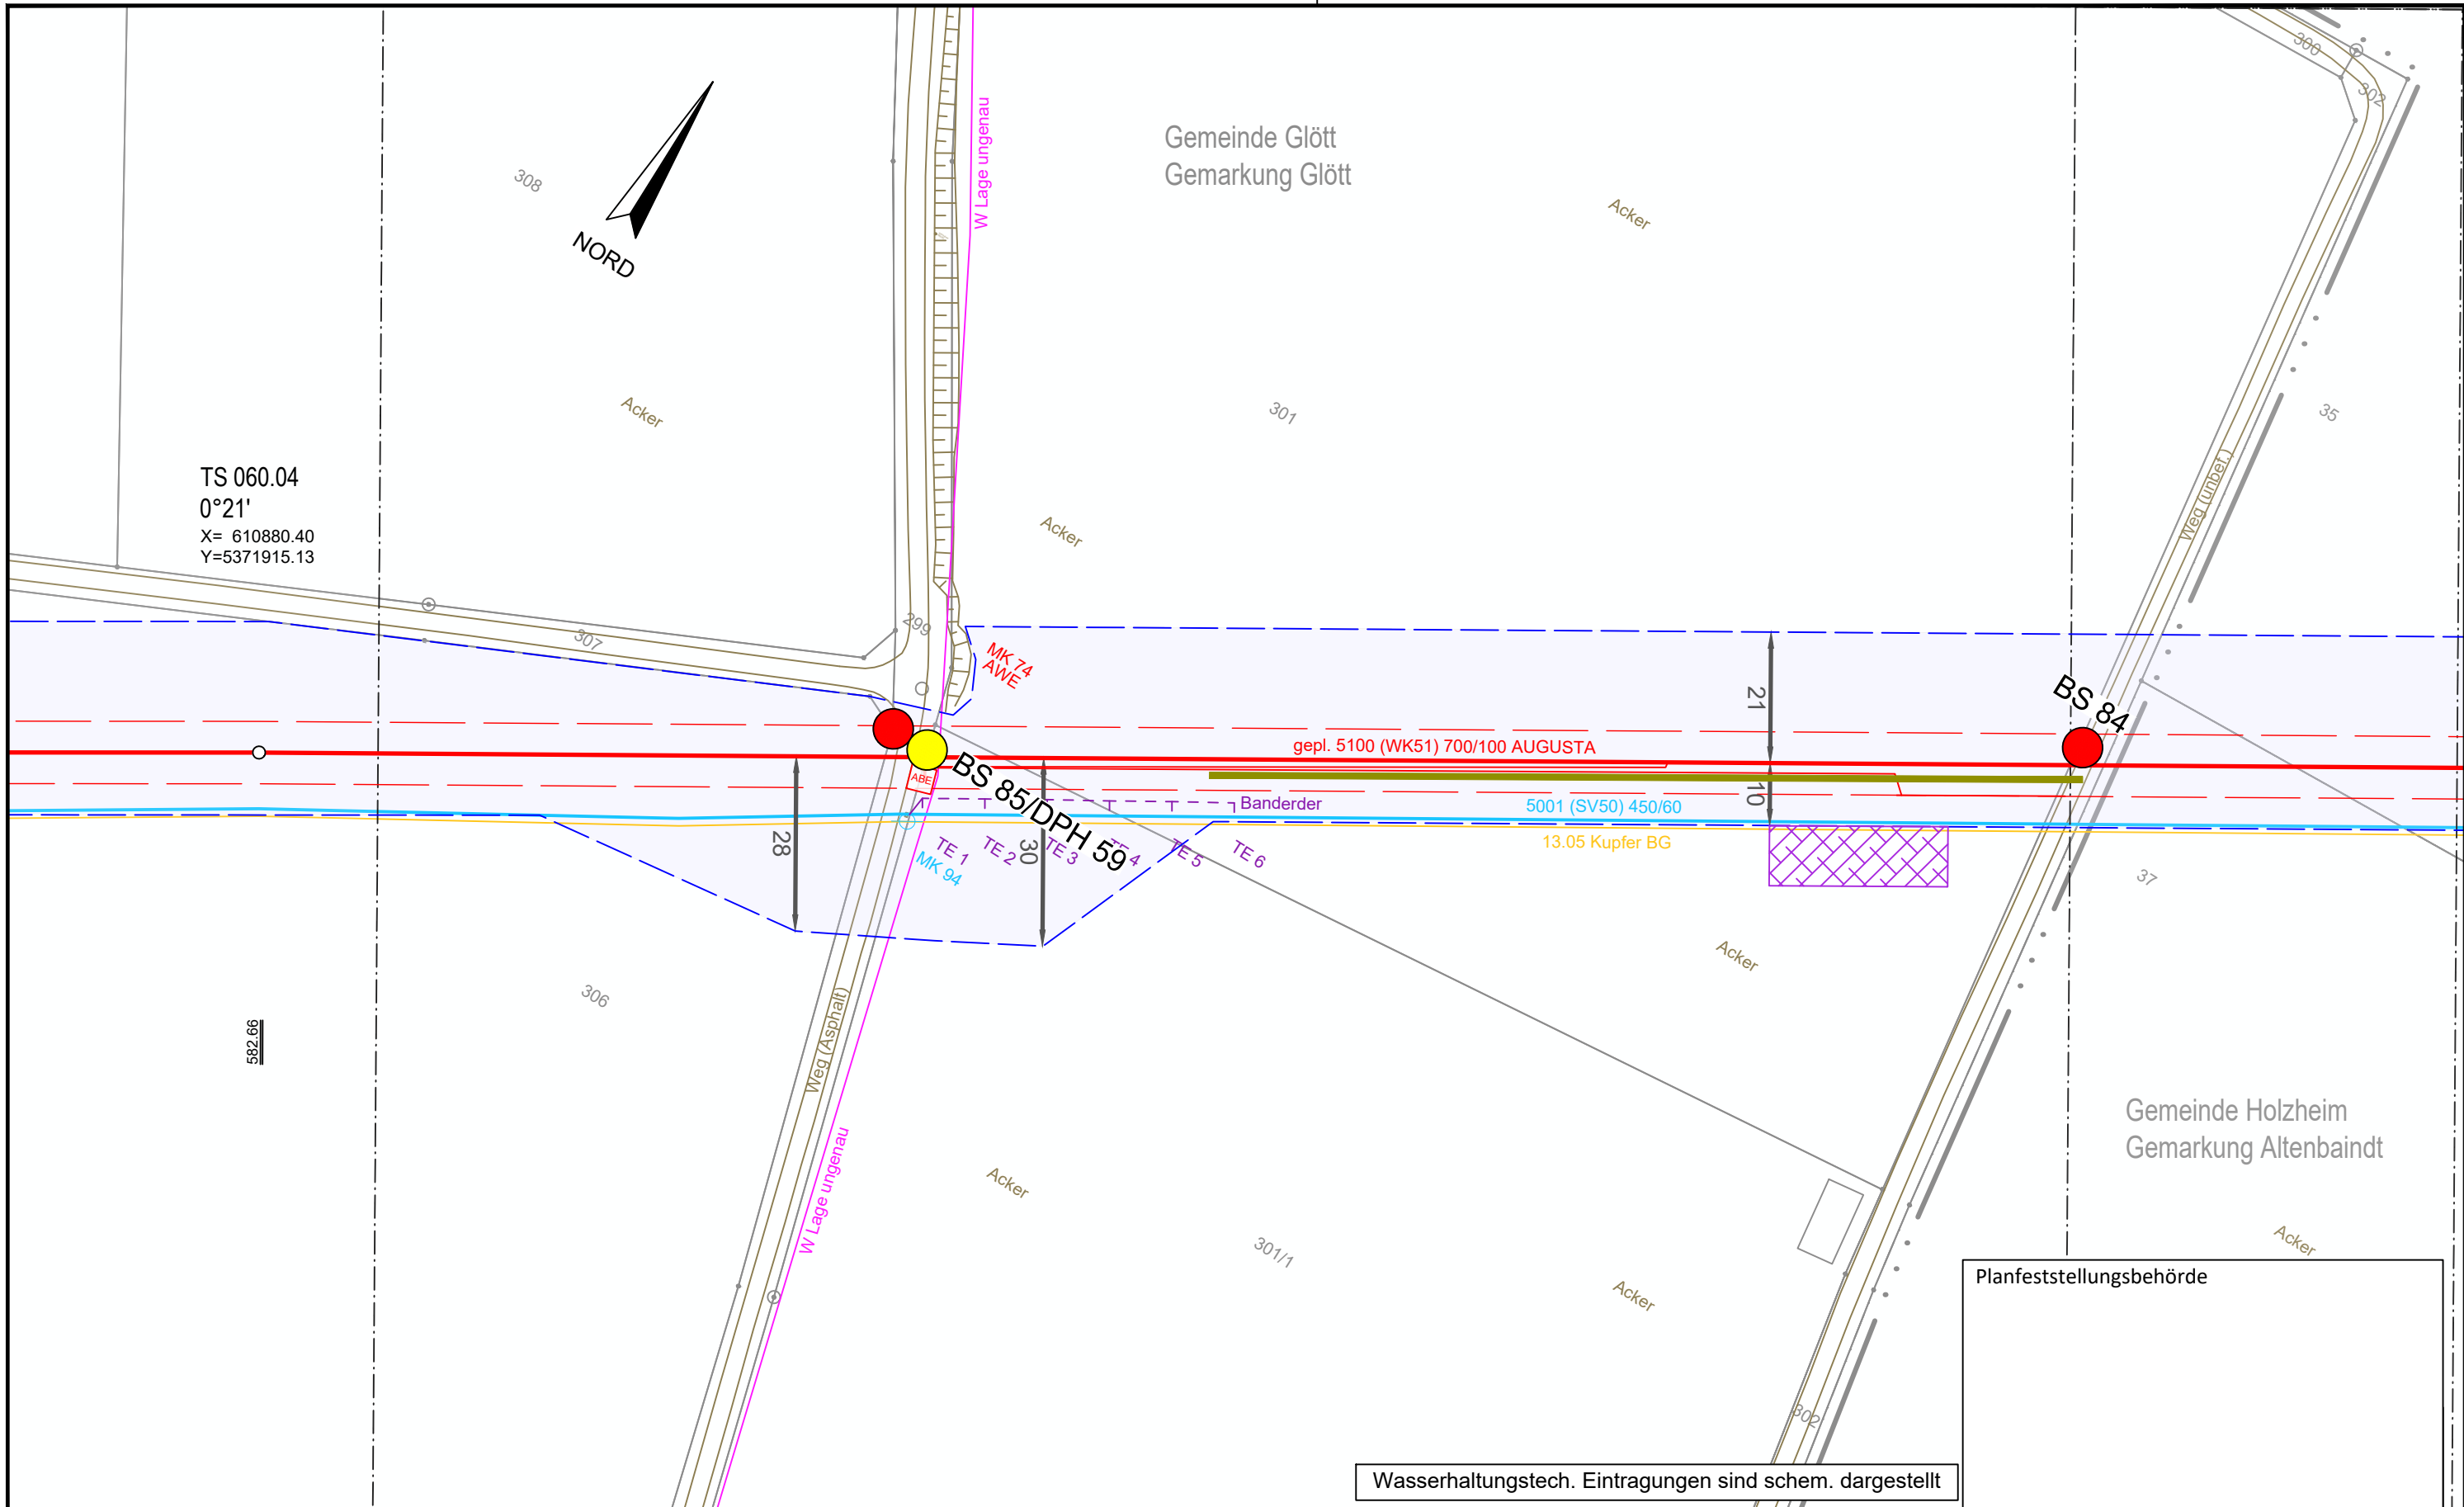 300
302
Gemeinde Glött
Gemarkung Glött
W Lage ungenau
308
Acker
NORD
Acker
301
35
TS 060.04
0°21'
X= 610880.40
Y=5371915.13
Weg (unbef.)
Acker
299
307
MK 74
AWE
21
BS 84
gepl. 5100 (WK51) 700/100 AUGUSTA
ABE
BS 85/DPH 59
10
Banderder
5001 (SV50) 450/60
28
30
13.05 Kupfer BG
TE 1
TE 2
TE 3
TE 4
TE 5
TE 6
MK 94
37
Acker
306
582.66
Weg (Asphalt)
Gemeinde Holzheim
Gemarkung Altenbaindt
W Lage ungenau
Acker
301/1
Acker
Acker
Planfeststellungsbehörde
302
Wasserhaltungstech. Eintragungen sind schem. dargestellt